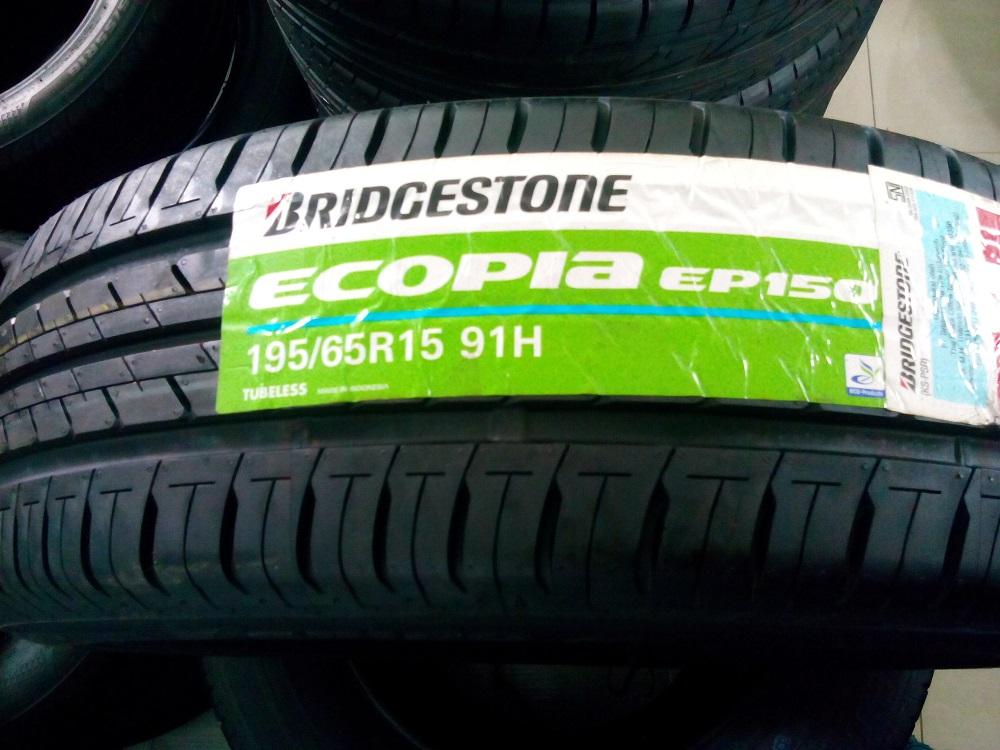 BRIDGESTONE
ECOPIA EP150
195/65R15 91H
TUBELESS MADE IN INDONESIA
BRIDGESTONE